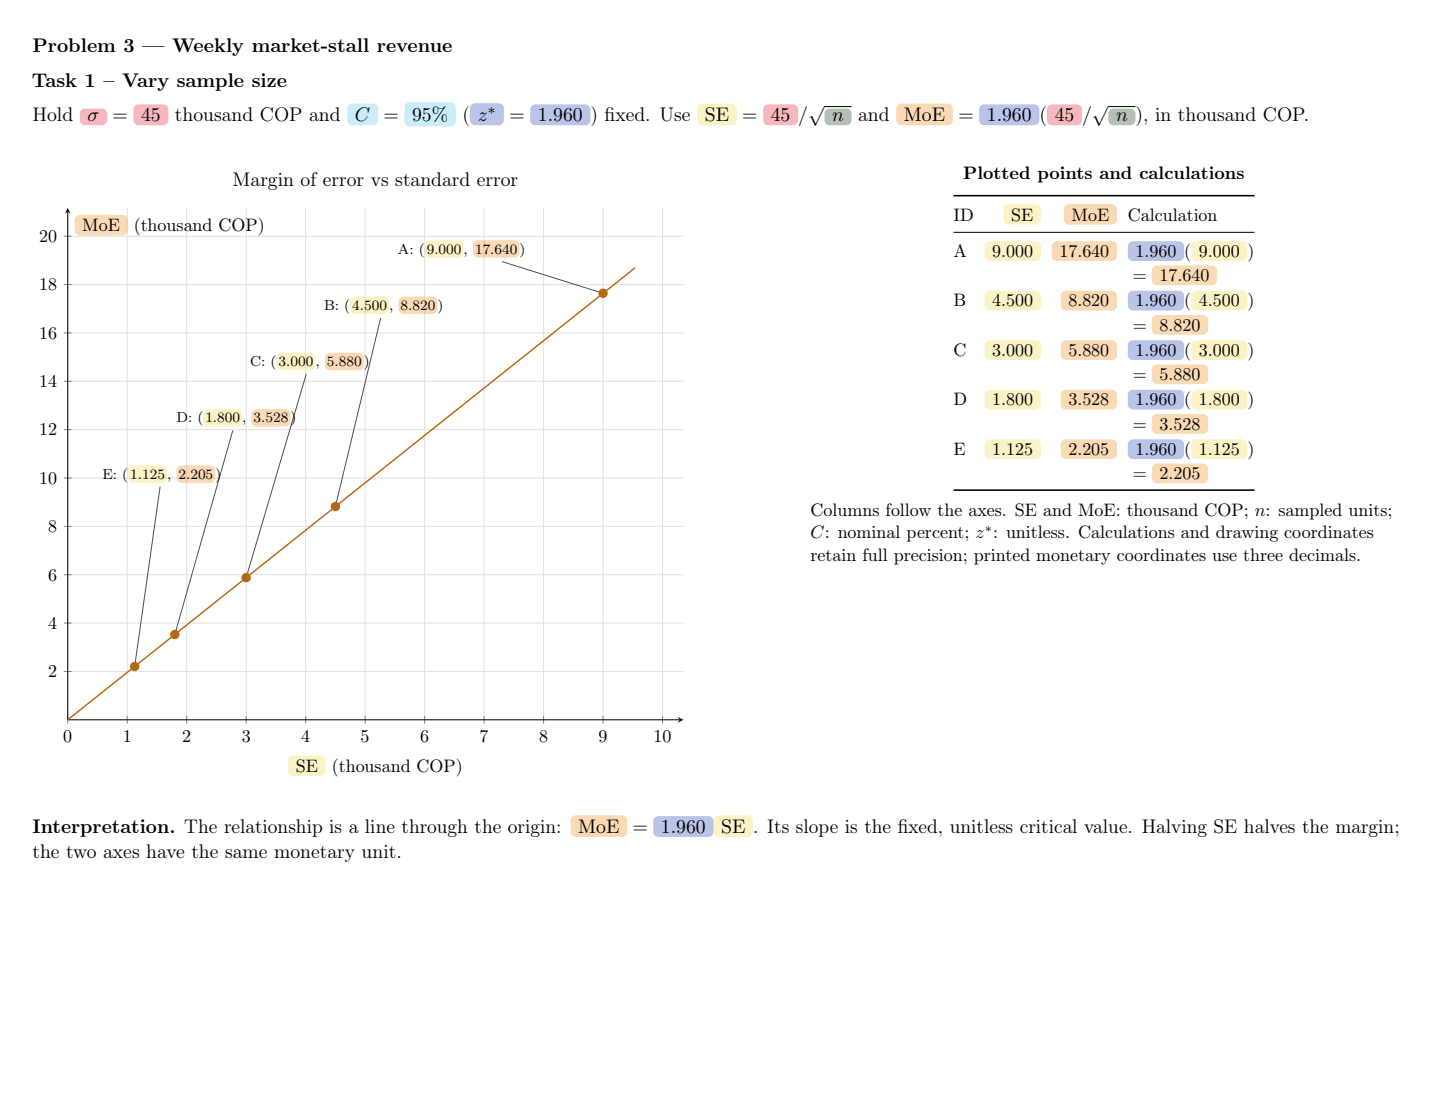 Problem 3 — Weekly market-stall revenue
Task 1 – Vary sample size
Hold σ = 45 thousand COP and C = 95% (z* = 1.960) fixed. Use SE = 45/√n and MoE = 1.960(45/√n), in thousand COP.
Margin of error vs standard error
MoE (thousand COP)
20
18
16
14
12
10
8
6
4
2
A: (9.000, 17.640)
B: (4.500, 8.820)
C: (3.000, 5.880)
D: (1.800, 3.528)
E: (1.125, 2.205)
0 1 2 3 4 5 6 7 8 9 10
SE (thousand COP)
Plotted points and calculations
ID SE MoE Calculation
A 9.000 17.640 1.960(9.000)
= 17.640
B 4.500 8.820 1.960(4.500)
= 8.820
C 3.000 5.880 1.960(3.000)
= 5.880
D 1.800 3.528 1.960(1.800)
= 3.528
E 1.125 2.205 1.960(1.125)
= 2.205
Columns follow the axes. SE and MoE: thousand COP; n: sampled units;
C: nominal percent; z*: unitless. Calculations and drawing coordinates
retain full precision; printed monetary coordinates use three decimals.
Interpretation. The relationship is a line through the origin: MoE = 1.960 SE. Its slope is the fixed, unitless critical value. Halving SE halves the margin;
the two axes have the same monetary unit.